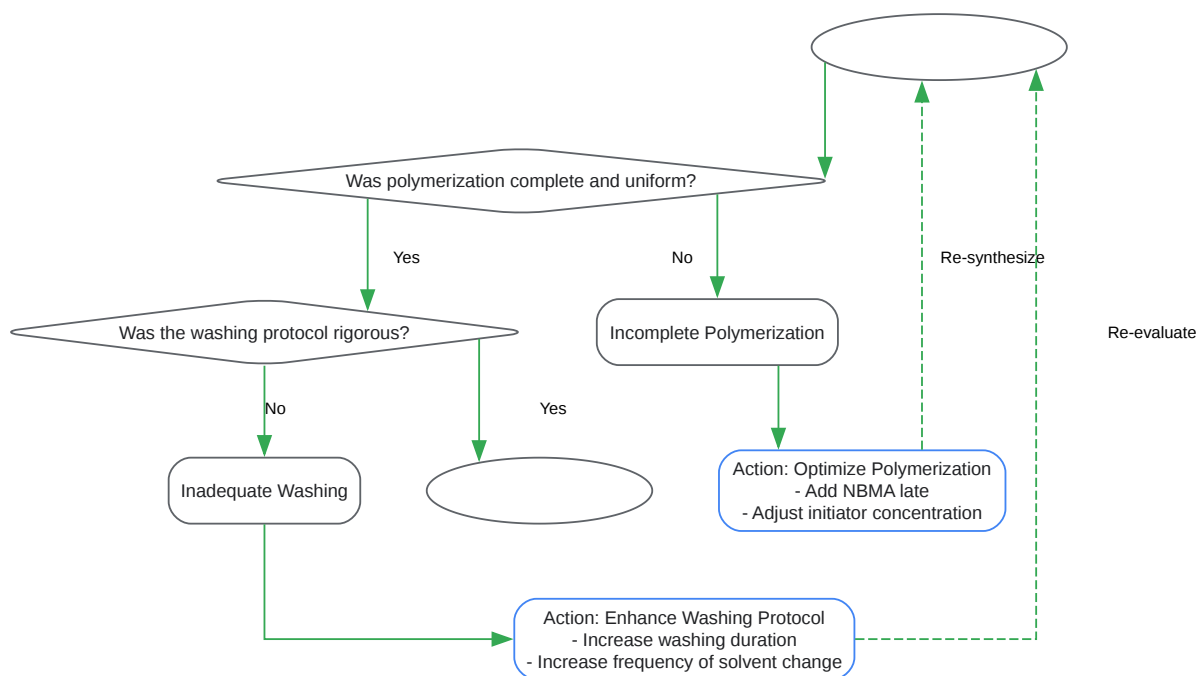 Was polymerization complete and uniform?
Yes
No
Re-synthesize
Was the washing protocol rigorous?
Incomplete Polymerization
Re-evaluate
No
Yes
Inadequate Washing
Action: Optimize Polymerization
- Add NBMA late
- Adjust initiator concentration
Action: Enhance Washing Protocol
- Increase washing duration
- Increase frequency of solvent change